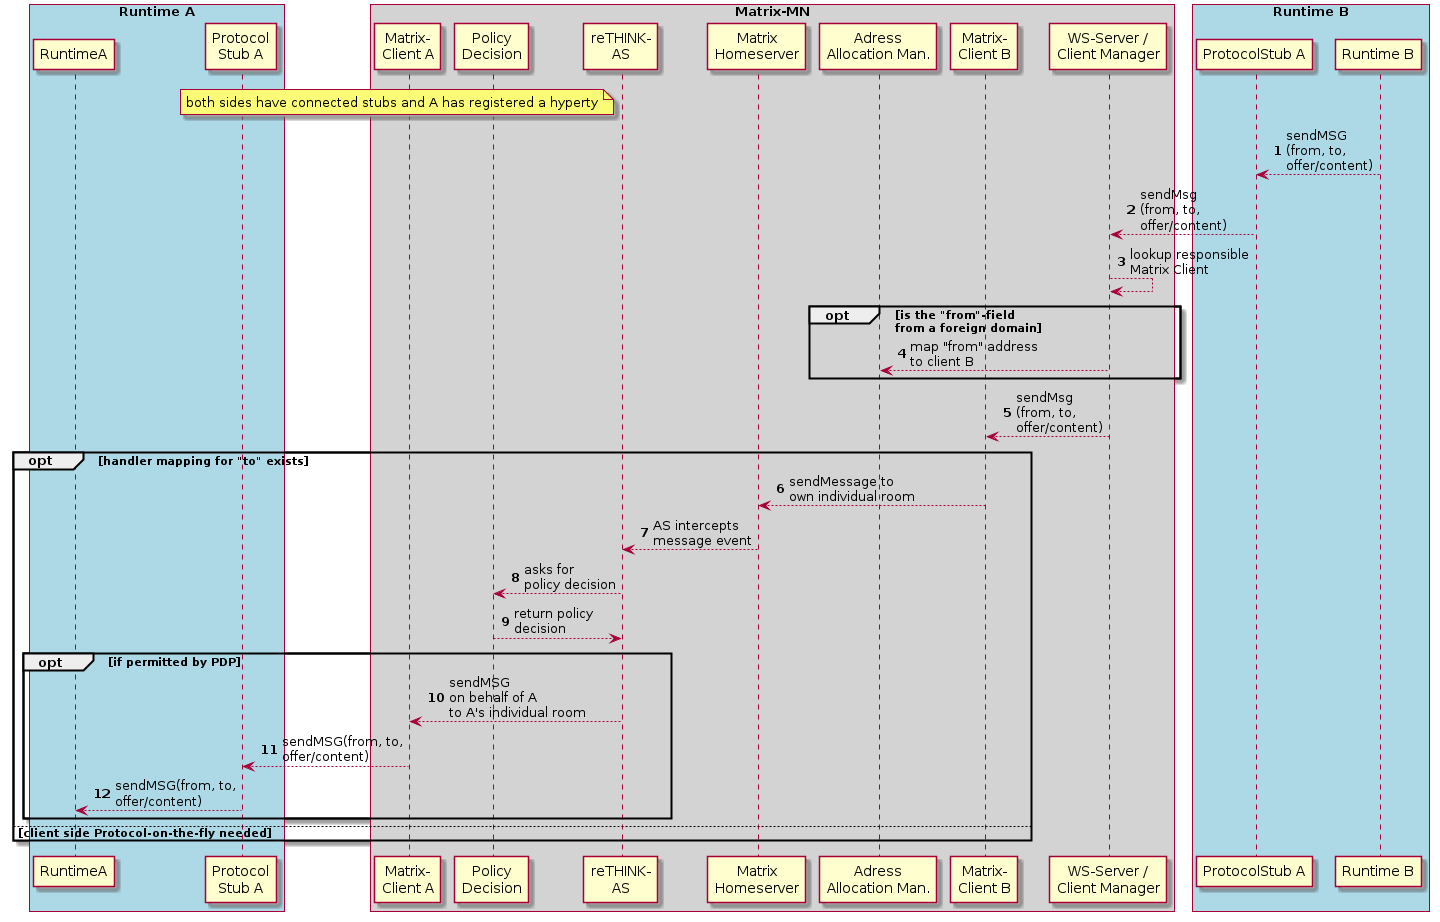 Runtime A
Matrix-MN
Runtime B
RuntimeA
Protocol
Stub A
Matrix-
Client A
Policy
Decision
reTHINK-
AS
Matrix
Homeserver
Adress
Allocation Man.
Matrix-
Client B
WS-Server /
Client Manager
ProtocolStub A
Runtime B
both sides have connected stubs and A has registered a hyperty
1 sendMSG
(from, to,
offer/content)
2 sendMsg
(from, to,
offer/content)
3 lookup responsible
Matrix Client
opt [is the "from"-field
from a foreign domain]
4 map "from" address
to client B
5 sendMsg
(from, to,
offer/content)
opt [handler mapping for "to" exists]
6 sendMessage to
own individual room
7 AS intercepts
message event
8 asks for
policy decision
9 return policy
decision
opt [if permitted by PDP]
10 sendMSG
on behalf of A
to A's individual room
11 sendMSG(from, to,
offer/content)
12 sendMSG(from, to,
offer/content)
[client side Protocol-on-the-fly needed]
RuntimeA
Protocol
Stub A
Matrix-
Client A
Policy
Decision
reTHINK-
AS
Matrix
Homeserver
Adress
Allocation Man.
Matrix-
Client B
WS-Server /
Client Manager
ProtocolStub A
Runtime B